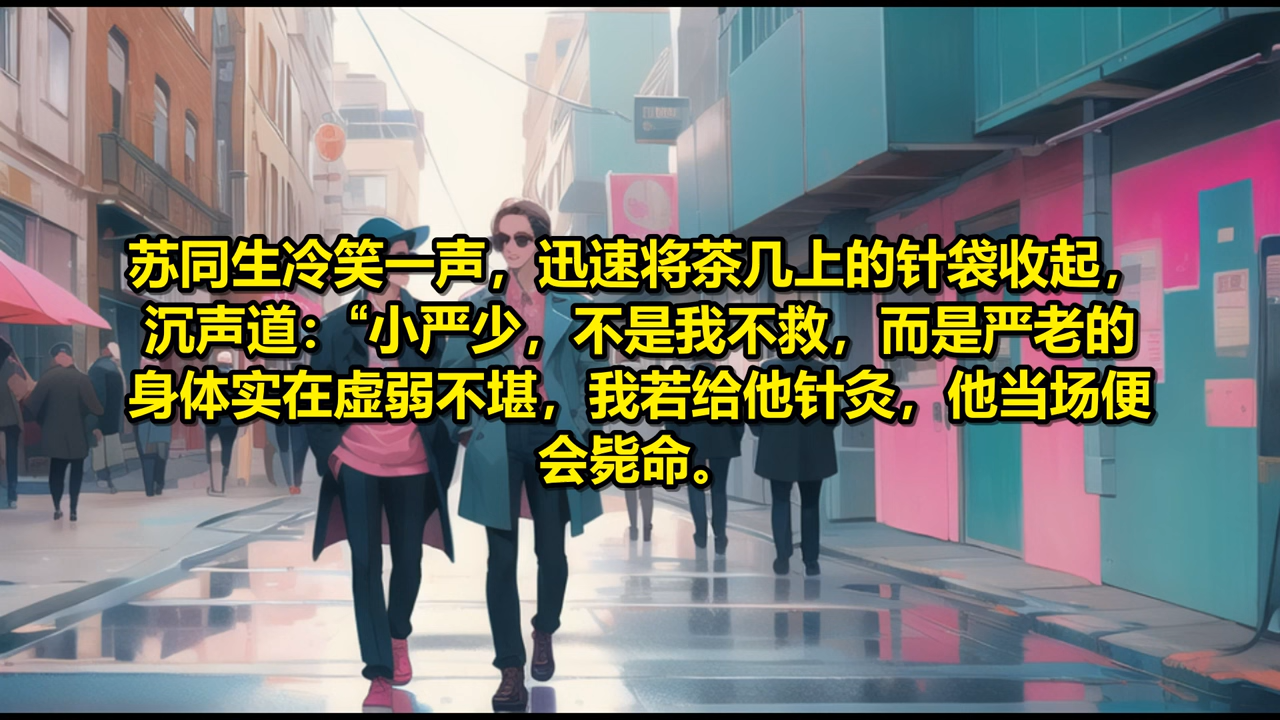 苏同生冷笑一声，迅速将茶几上的针袋收起，
沉声道：“小严少，不是我不救，而是严老的
身体实在虚弱不堪，我若给他针灸，他当场便
会毙命。